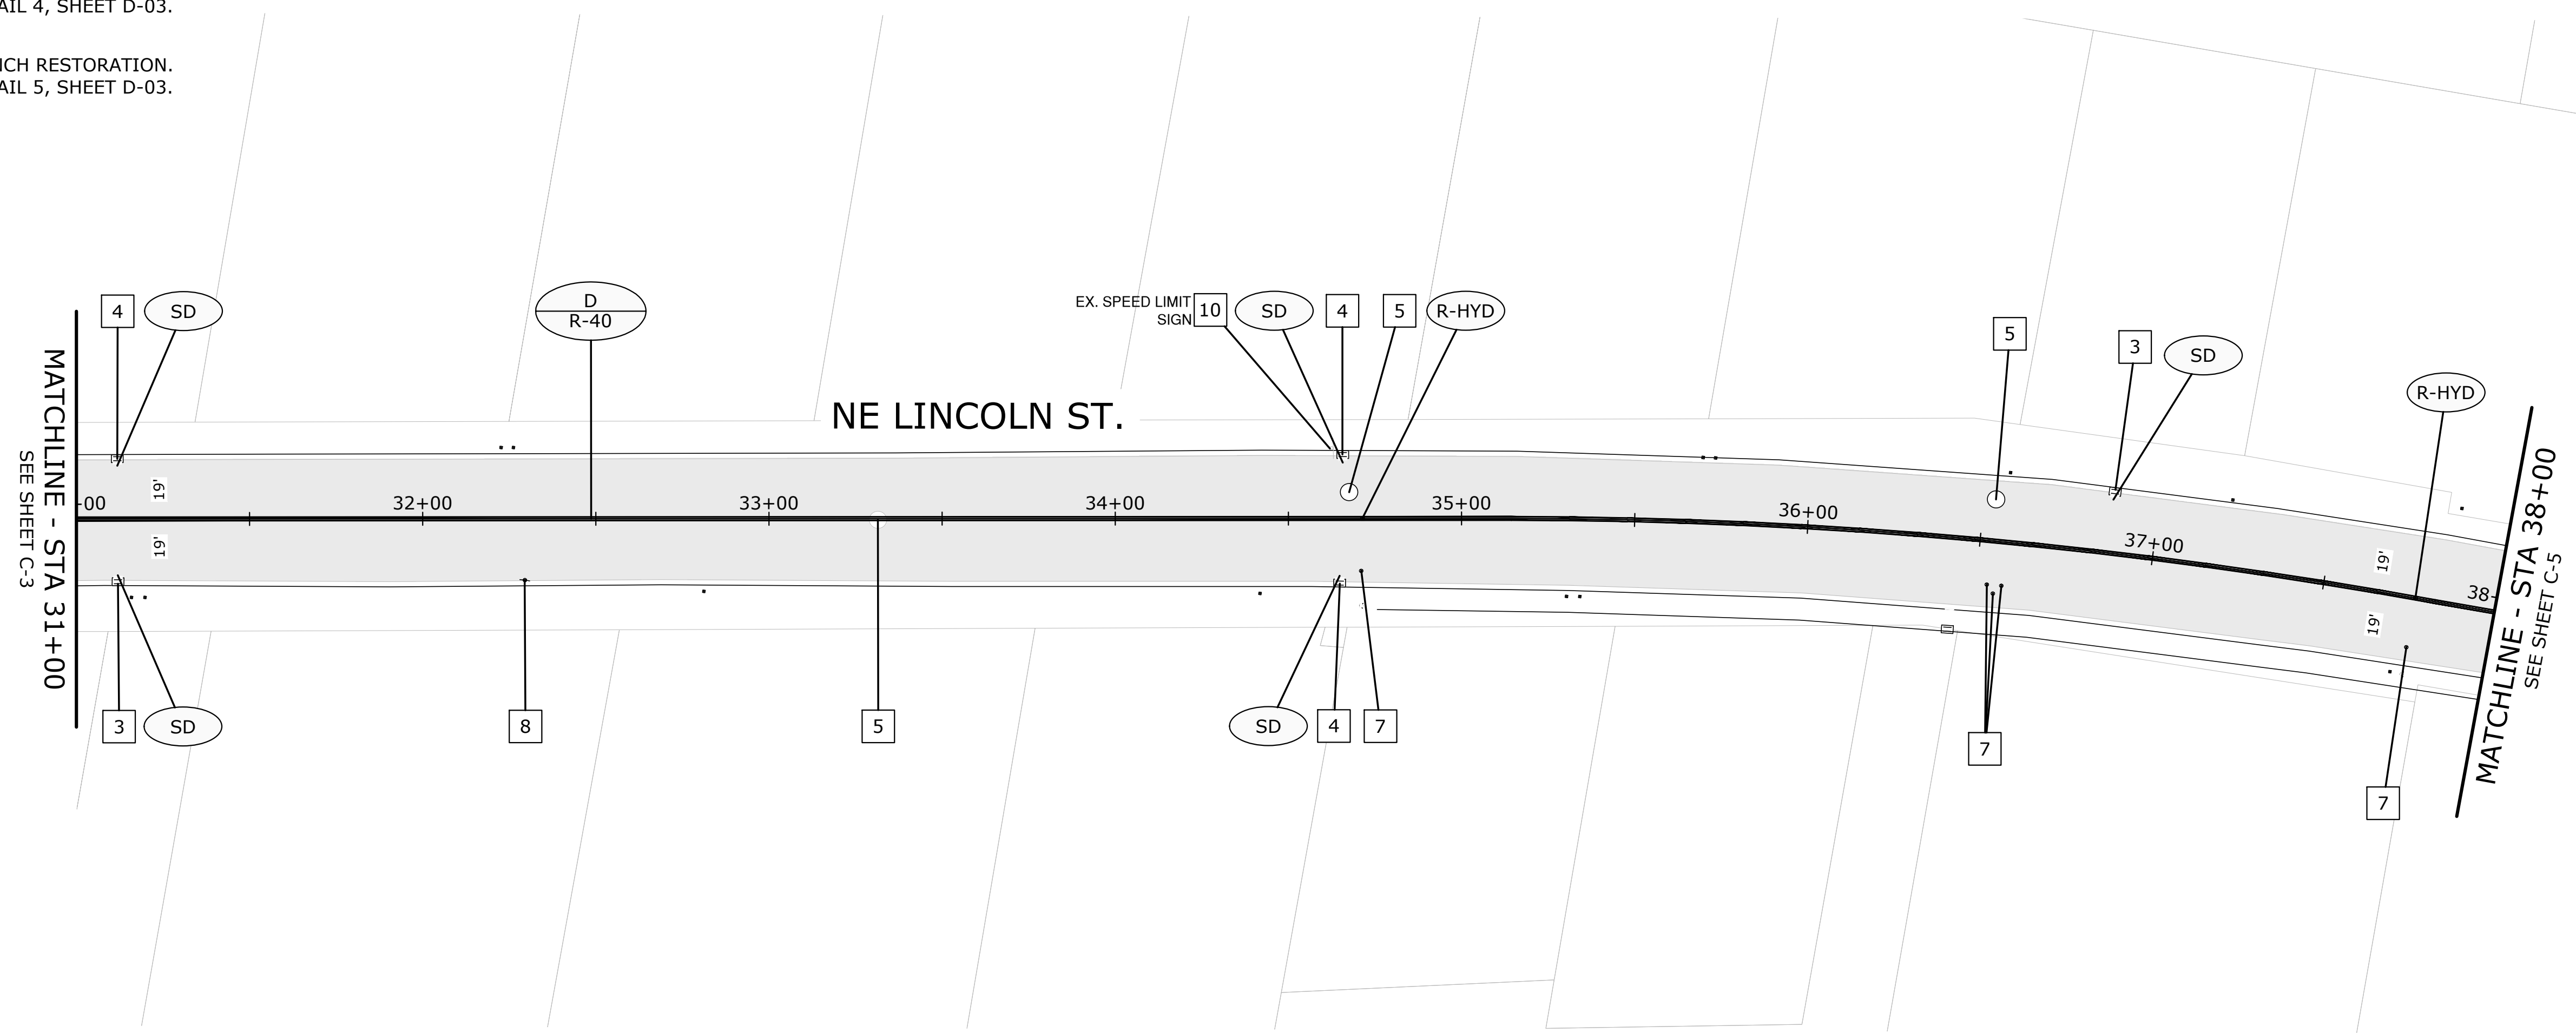 AIL 4, SHEET D-03.
NCH RESTORATION.
AIL 5, SHEET D-03.
4
SD
D
R-40
EX. SPEED LIMIT
SIGN
10
SD
4
5
R-HYD
5
3
SD
R-HYD
NE LINCOLN ST.
MATCHLINE - STA 31+00
SEE SHEET C-3
19'
19'
-00
32+00
33+00
34+00
35+00
36+00
37+00
38-
19'
19'
MATCHLINE - STA 38+00
SEE SHEET C-5
3
SD
8
5
SD
4
7
7
7